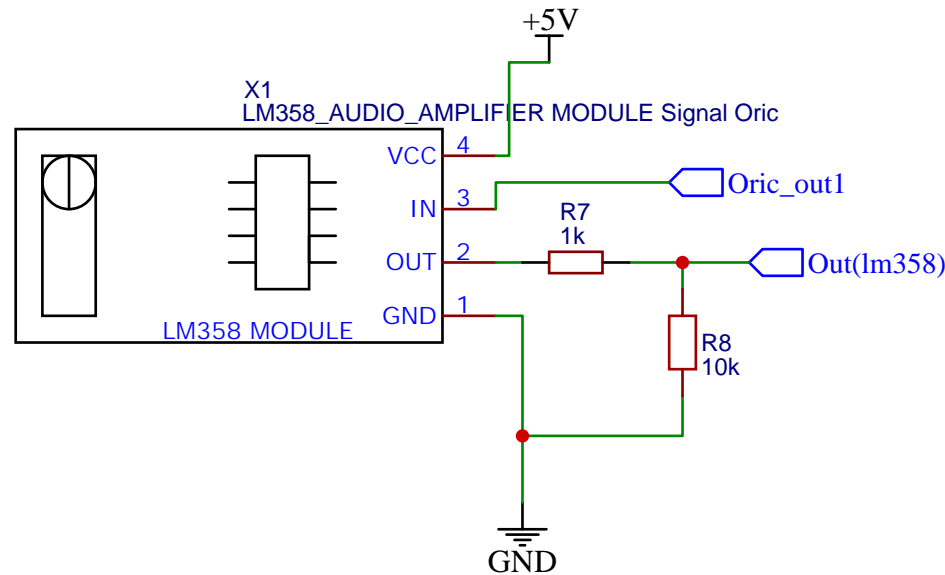 +5V
X1
LM358_AUDIO_AMPLIFIER MODULE Signal Oric
VCC 4
IN 3
Oric_out1
R7
1k
OUT 2
Out(lm358)
GND 1
LM358 MODULE
R8
10k
GND